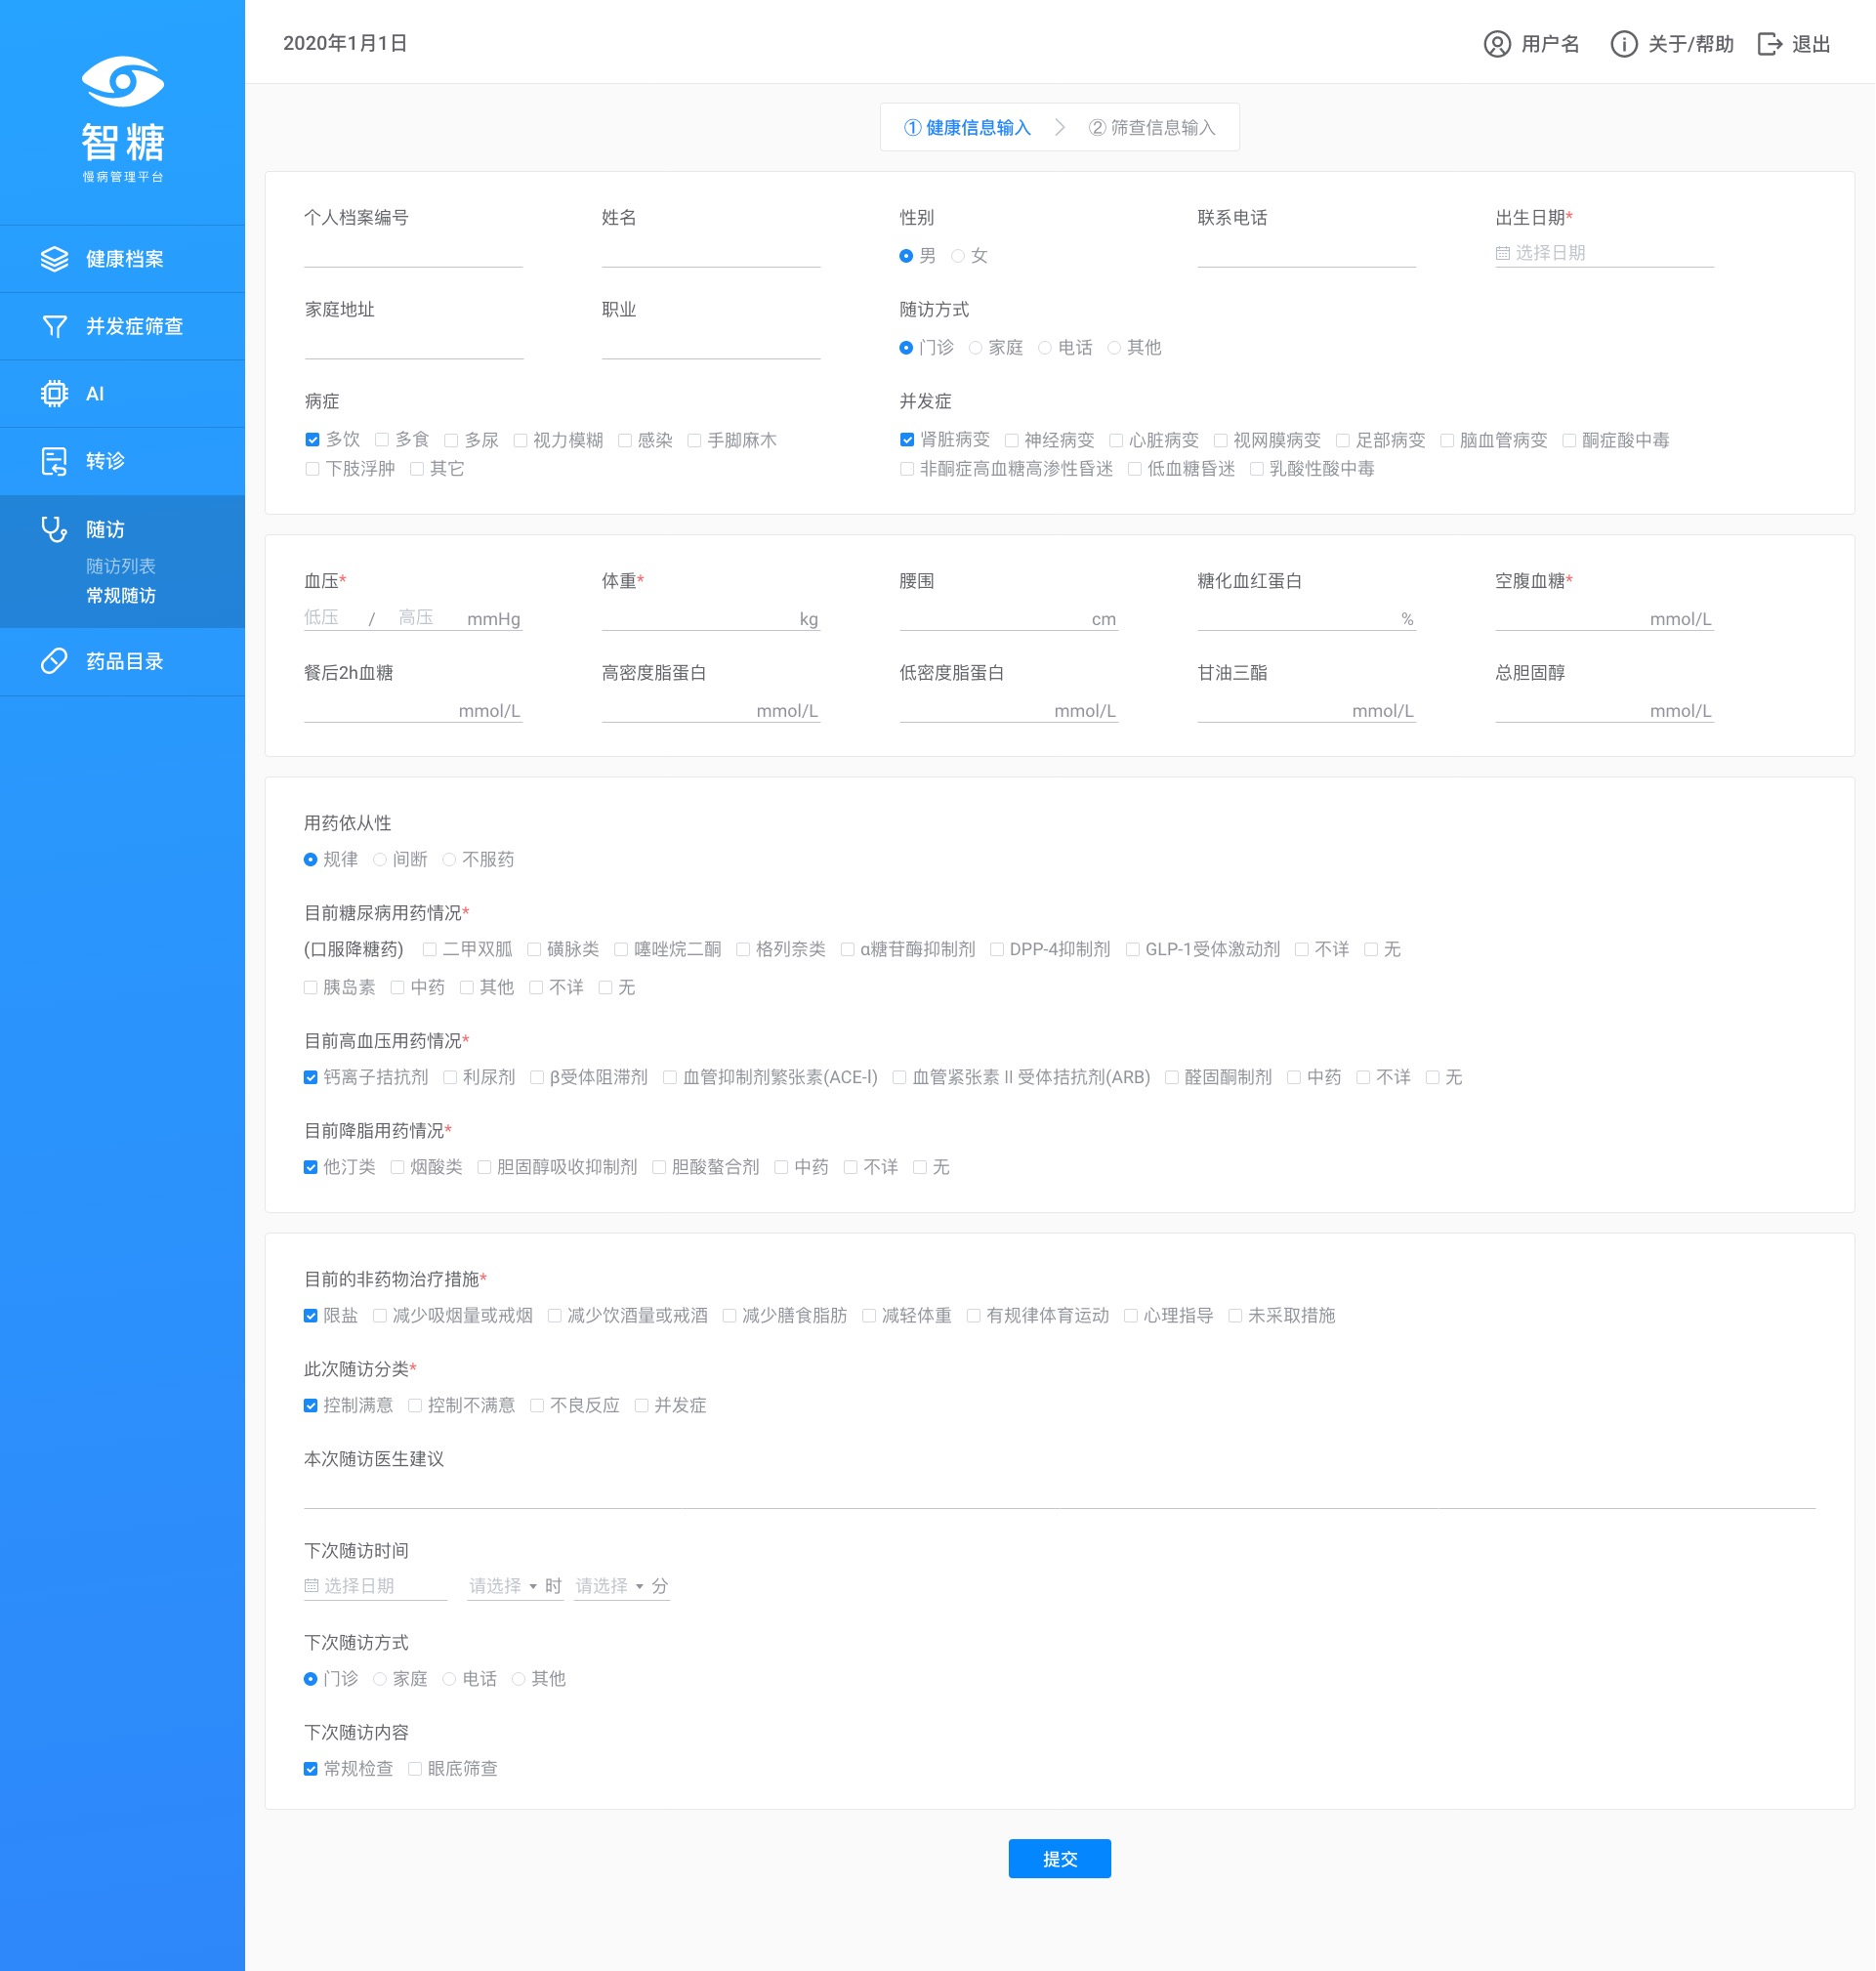 智糖
慢病管理平台
健康档案
并发症筛查
AI
转诊
随访
随访列表
常规随访
药品目录
2020年1月1日
用户名 关于/帮助 退出
① 健康信息输入 ② 筛查信息输入
个人档案编号 姓名 性别 联系电话 出生日期*
男 女 选择日期
家庭地址 职业 随访方式
门诊 家庭 电话 其他
病症 并发症
多饮 多食 多尿 视力模糊 感染 手脚麻木 肾脏病变 神经病变 心脏病变 视网膜病变 足部病变 脑血管病变 酮症酸中毒
下肢浮肿 其它 非酮症高血糖高渗性昏迷 低血糖昏迷 乳酸性酸中毒
血压* 体重* 腰围 糖化血红蛋白 空腹血糖*
低压 / 高压 mmHg kg cm % mmol/L
餐后2h血糖 高密度脂蛋白 低密度脂蛋白 甘油三酯 总胆固醇
mmol/L mmol/L mmol/L mmol/L mmol/L
用药依从性
规律 间断 不服药
目前糖尿病用药情况*
(口服降糖药) 二甲双胍 磺脉类 噻唑烷二酮 格列奈类 α糖苷酶抑制剂 DPP-4抑制剂 GLP-1受体激动剂 不详 无
胰岛素 中药 其他 不详 无
目前高血压用药情况*
钙离子拮抗剂 利尿剂 β受体阻滞剂 血管抑制剂繁张素(ACE-Ⅰ) 血管紧张素 II 受体拮抗剂(ARB) 醛固酮制剂 中药 不详 无
目前降脂用药情况*
他汀类 烟酸类 胆固醇吸收抑制剂 胆酸螯合剂 中药 不详 无
目前的非药物治疗措施*
限盐 减少吸烟量或戒烟 减少饮酒量或戒酒 减少膳食脂肪 减轻体重 有规律体育运动 心理指导 未采取措施
此次随访分类*
控制满意 控制不满意 不良反应 并发症
本次随访医生建议
下次随访时间
选择日期 请选择 时 请选择 分
下次随访方式
门诊 家庭 电话 其他
下次随访内容
常规检查 眼底筛查
提交